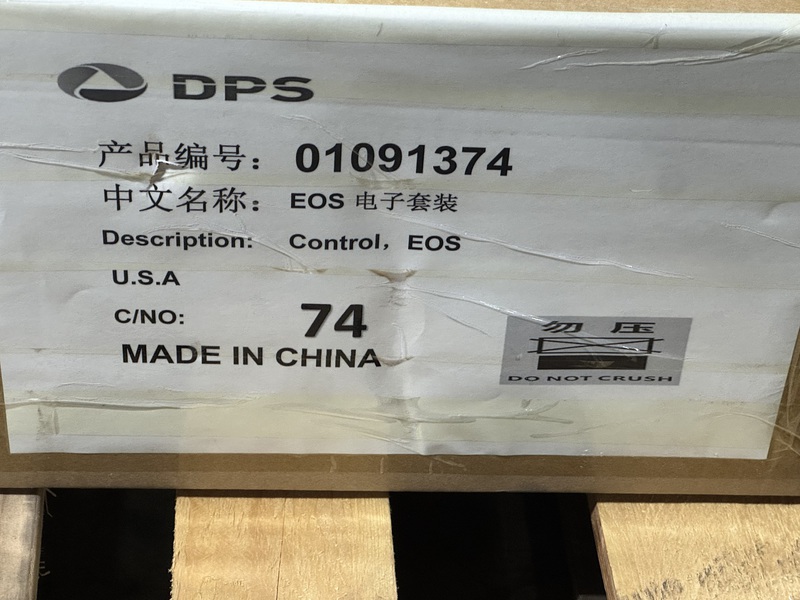 DPS
产品编号：01091374
中文名称：EOS 电子套装
Description: Control，EOS
U.S.A
C/NO: 74
MADE IN CHINA
勿 压
DO NOT CRUSH